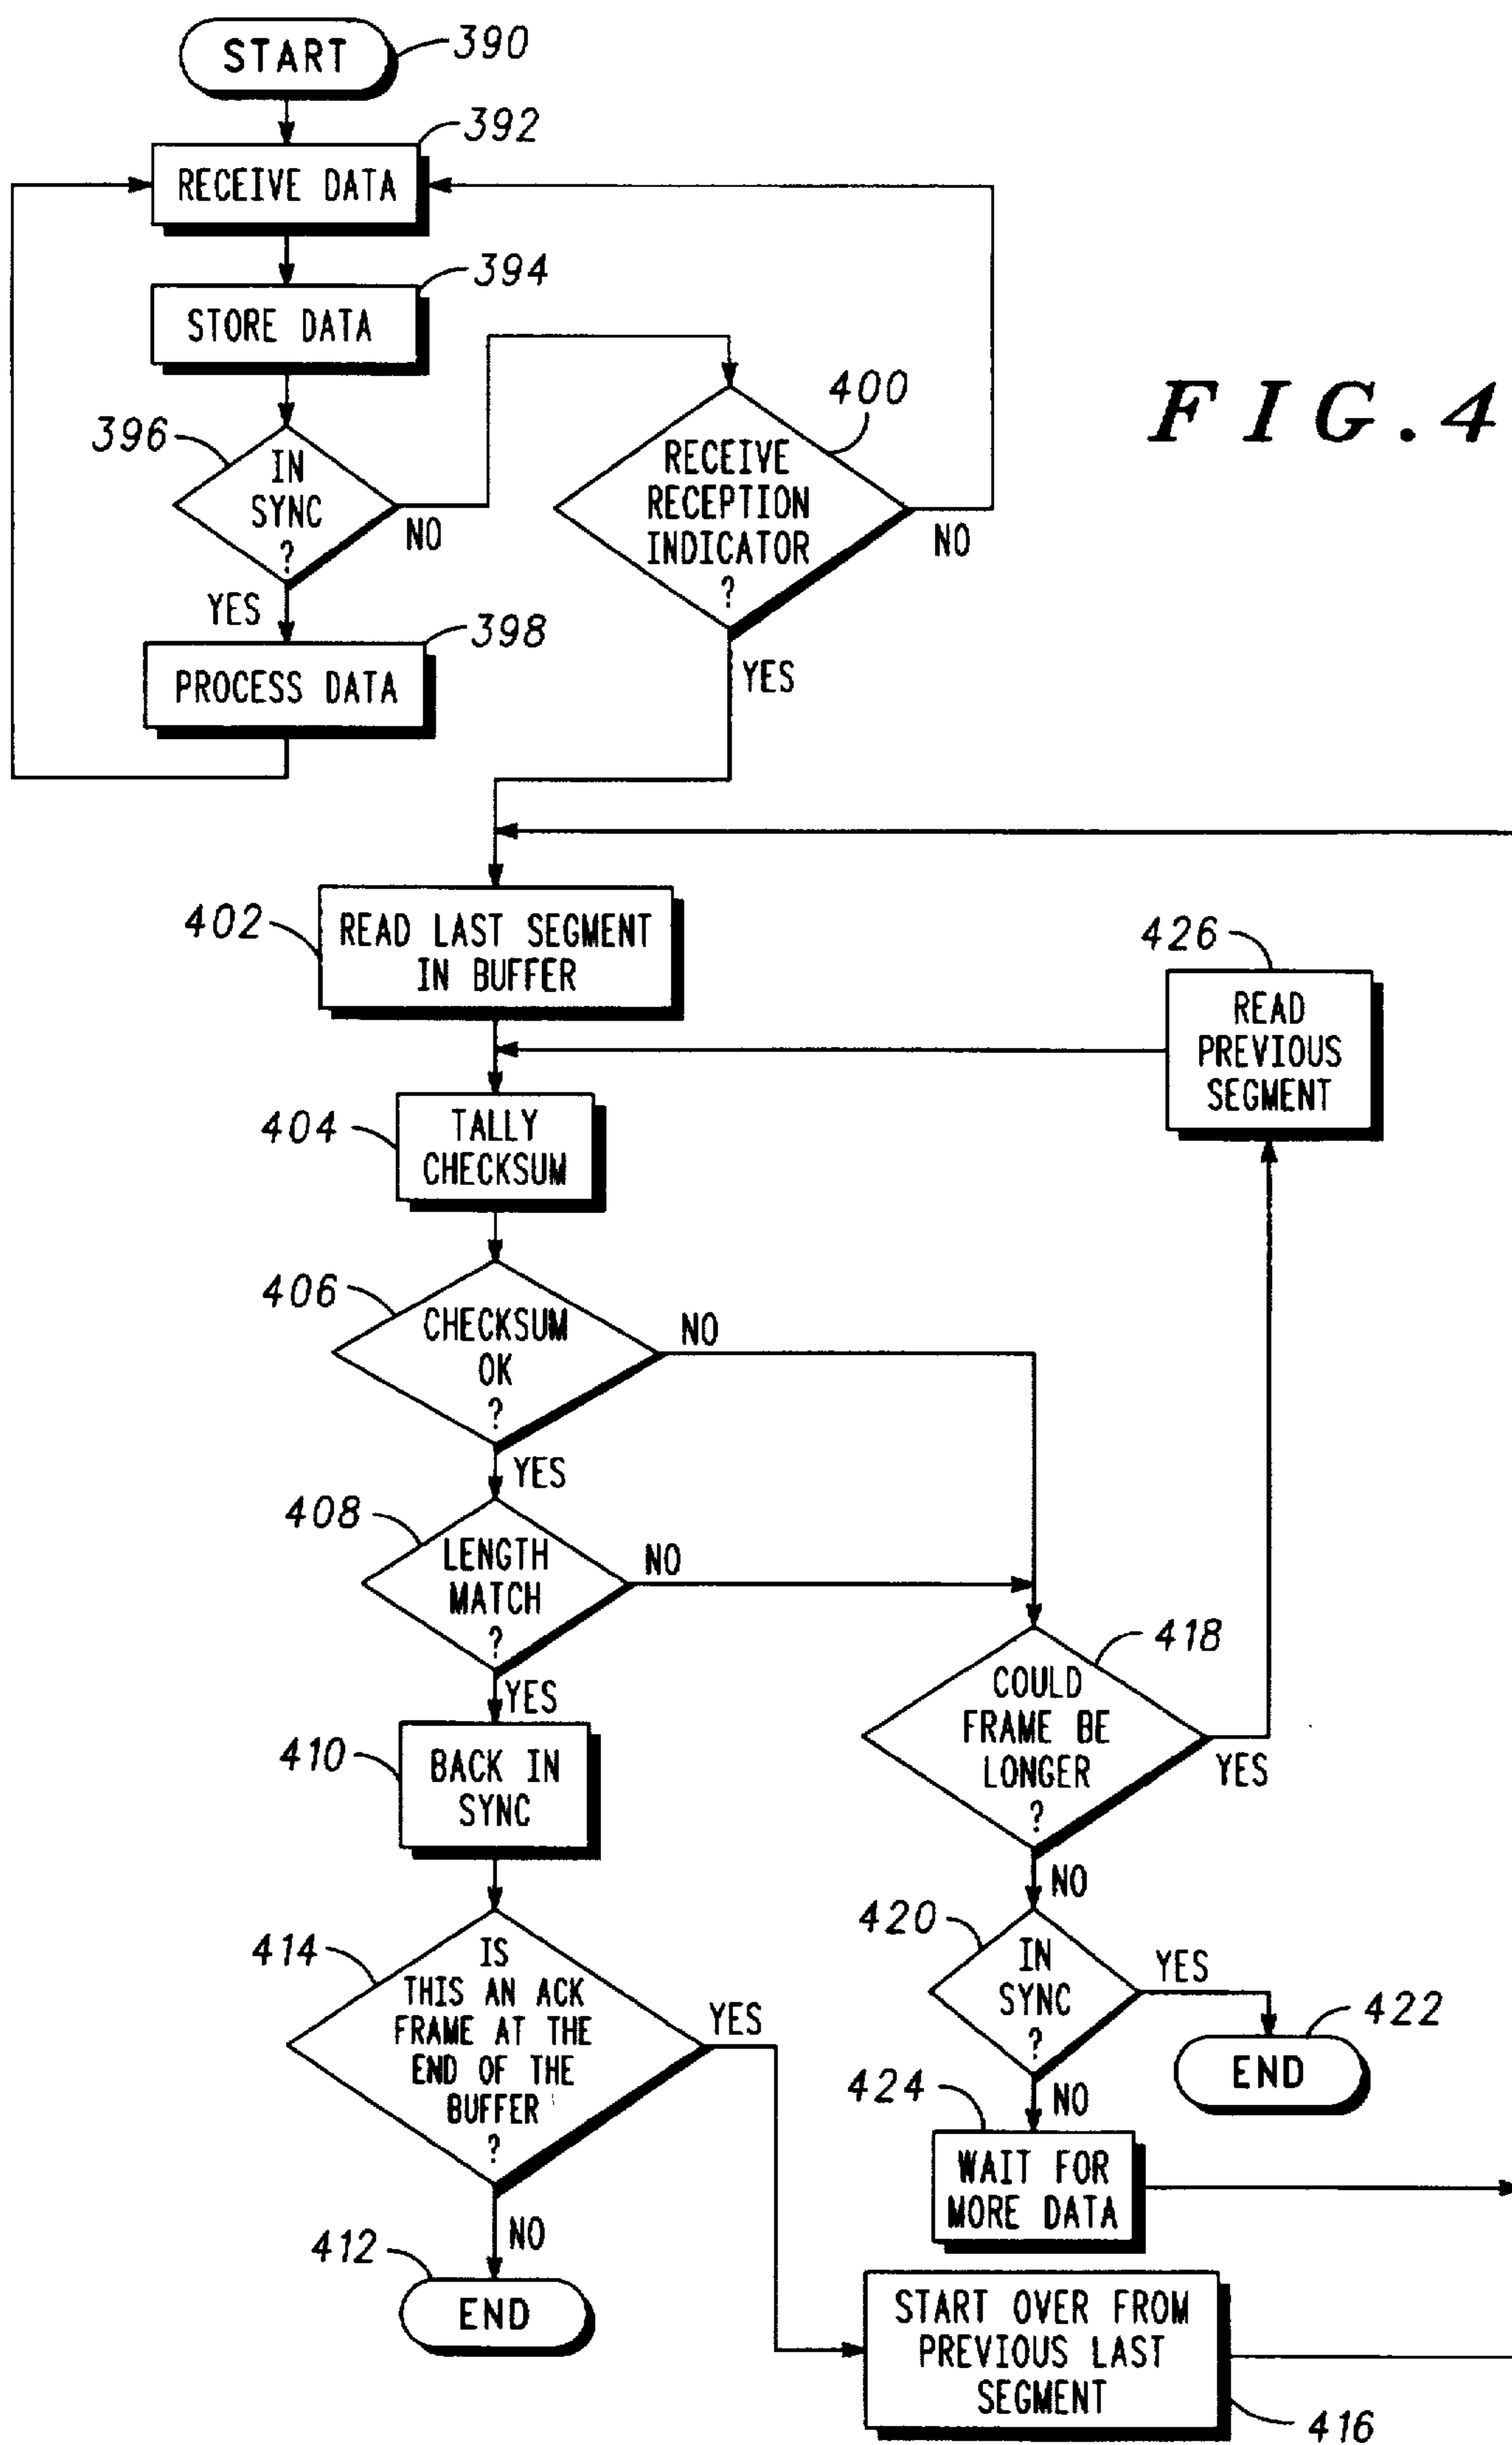 START
390
392
RECEIVE DATA
394
STORE DATA
FIG.4
396
IN
SYNC
?
NO
YES
400
RECEIVE
RECEPTION
INDICATOR
?
NO
YES
398
PROCESS DATA
402
READ LAST SEGMENT
IN BUFFER
426
READ
PREVIOUS
SEGMENT
404
TALLY
CHECKSUM
406
CHECKSUM
OK
?
NO
YES
408
LENGTH
MATCH
?
NO
YES
418
COULD
FRAME BE
LONGER
?
YES
NO
410
BACK IN
SYNC
414
IS
THIS AN ACK
FRAME AT THE
END OF THE
BUFFER
?
YES
NO
420
IN
SYNC
?
YES
NO
422
END
424
WAIT FOR
MORE DATA
412
END
START OVER FROM
PREVIOUS LAST
SEGMENT
416